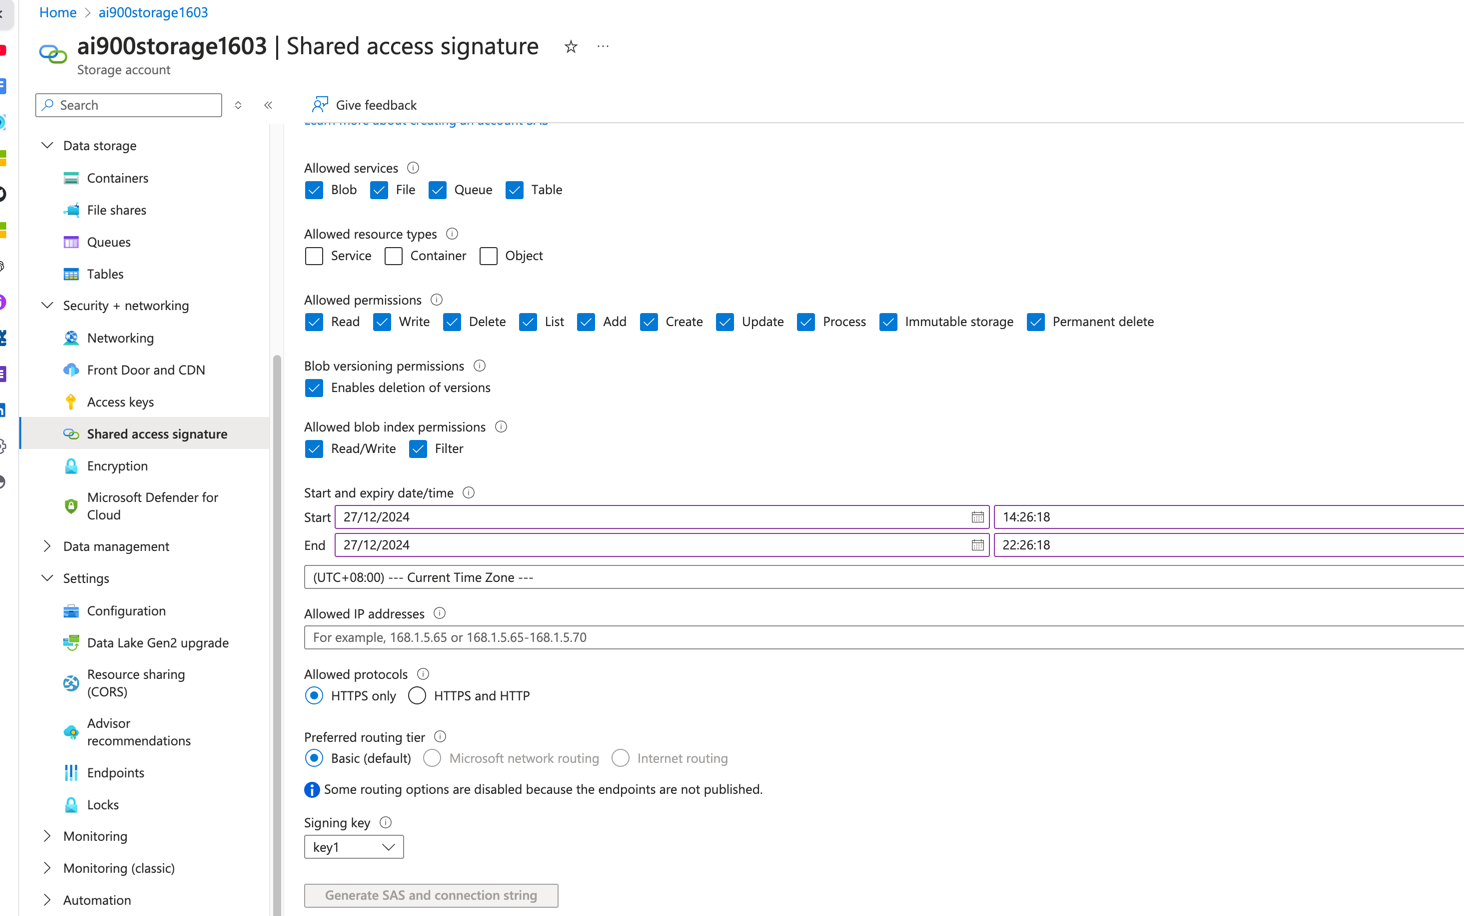 Home > ai900storage1603
ai900storage1603 | Shared access signature
Storage account
Search
Give feedback
Learn more about creating an account SAS
Data storage
Containers
File shares
Queues
Tables
Security + networking
Networking
Front Door and CDN
Access keys
Shared access signature
Encryption
Microsoft Defender for
Cloud
Data management
Settings
Configuration
Data Lake Gen2 upgrade
Resource sharing
(CORS)
Advisor
recommendations
Endpoints
Locks
Monitoring
Monitoring (classic)
Automation
Allowed services
Blob File Queue Table
Allowed resource types
Service Container Object
Allowed permissions
Read Write Delete List Add Create Update Process Immutable storage Permanent delete
Blob versioning permissions
Enables deletion of versions
Allowed blob index permissions
Read/Write Filter
Start and expiry date/time
Start 27/12/2024 14:26:18
End 27/12/2024 22:26:18
(UTC+08:00) --- Current Time Zone ---
Allowed IP addresses
For example, 168.1.5.65 or 168.1.5.65-168.1.5.70
Allowed protocols
HTTPS only HTTPS and HTTP
Preferred routing tier
Basic (default) Microsoft network routing Internet routing
Some routing options are disabled because the endpoints are not published.
Signing key
key1
Generate SAS and connection string